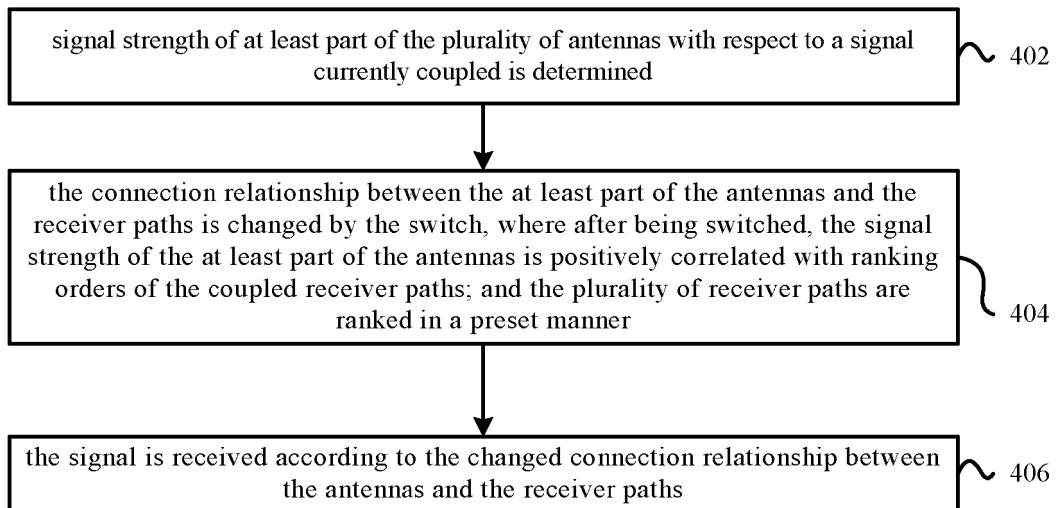 signal strength of at least part of the plurality of antennas with respect to a signal
currently coupled is determined
402
the connection relationship between the at least part of the antennas and the
receiver paths is changed by the switch, where after being switched, the signal
strength of the at least part of the antennas is positively correlated with ranking
orders of the coupled receiver paths; and the plurality of receiver paths are
ranked in a preset manner
404
the signal is received according to the changed connection relationship between
the antennas and the receiver paths
406